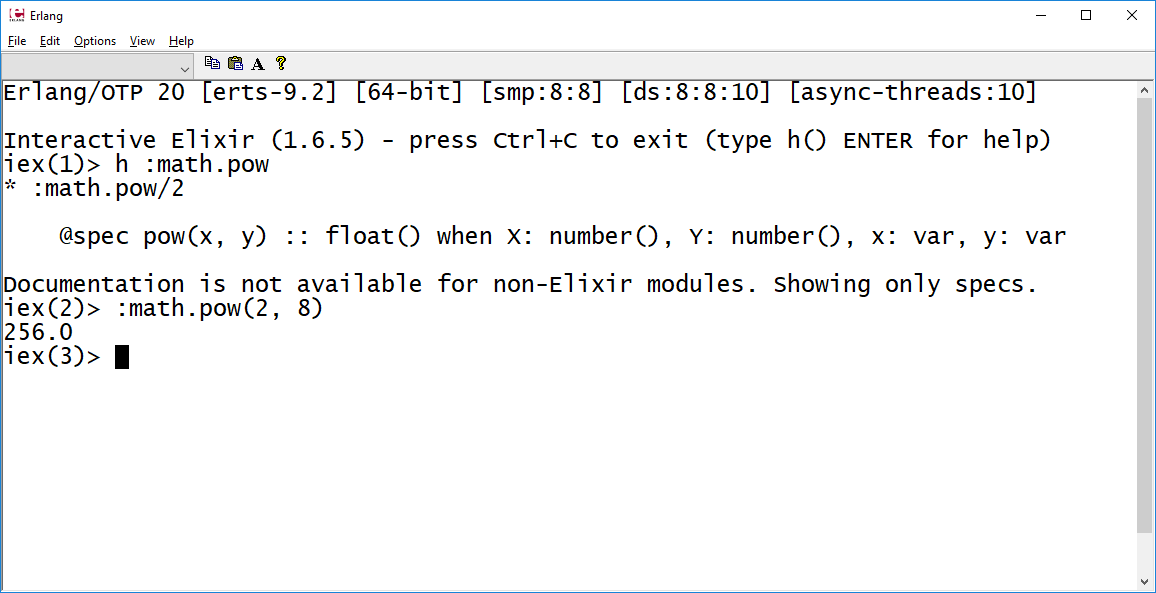 Erlang
File Edit Options View Help
Erlang/OTP 20 [erts-9.2] [64-bit] [smp:8:8] [ds:8:8:10] [async-threads:10]
Interactive Elixir (1.6.5) - press Ctrl+C to exit (type h() ENTER for help)
iex(1)> h :math.pow
* :math.pow/2
@spec pow(x, y) :: float() when X: number(), Y: number(), x: var, y: var
Documentation is not available for non-Elixir modules. Showing only specs.
iex(2)> :math.pow(2, 8)
256.0
iex(3)>